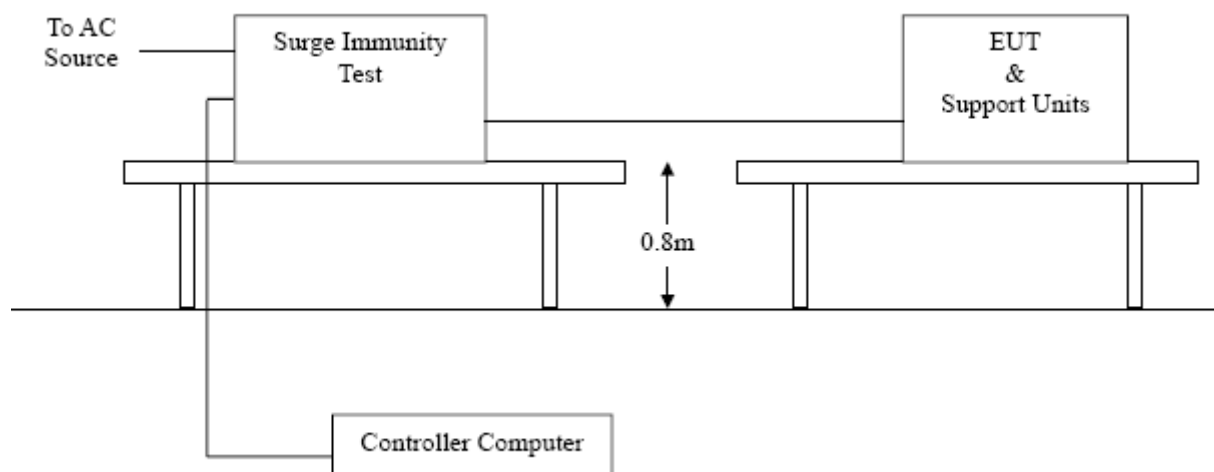 To AC
Source
Surge Immunity
Test
EUT
&
Support Units
0.8m
Controller Computer